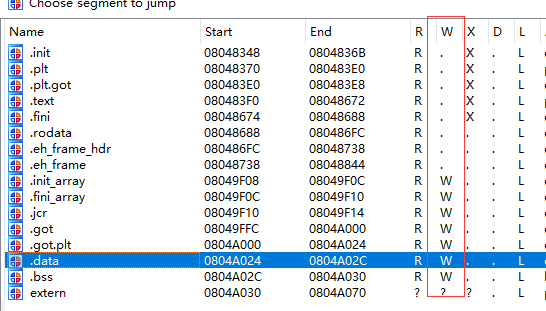 Choose segment to jump
Name Start End R W X D L
.init 08048348 0804836B R . X . L
.plt 08048370 080483E0 R . X . L
.plt.got 080483E0 080483E8 R . X . L
.text 080483F0 08048672 R . X . L
.fini 08048674 08048688 R . X . L
.rodata 08048688 080486FC R . . . L
.eh_frame_hdr 080486FC 08048738 R . . . L
.eh_frame 08048738 08048844 R . . . L
.init_array 08049F08 08049F0C R W . . L
.fini_array 08049F0C 08049F10 R W . . L
.jcr 08049F10 08049F14 R W . . L
.got 08049FFC 0804A000 R W . . L
.got.plt 0804A000 0804A024 R W . . L
.data 0804A024 0804A02C R W . . L
.bss 0804A02C 0804A030 R W . . L
extern 0804A030 0804A070 ? ? ? . L